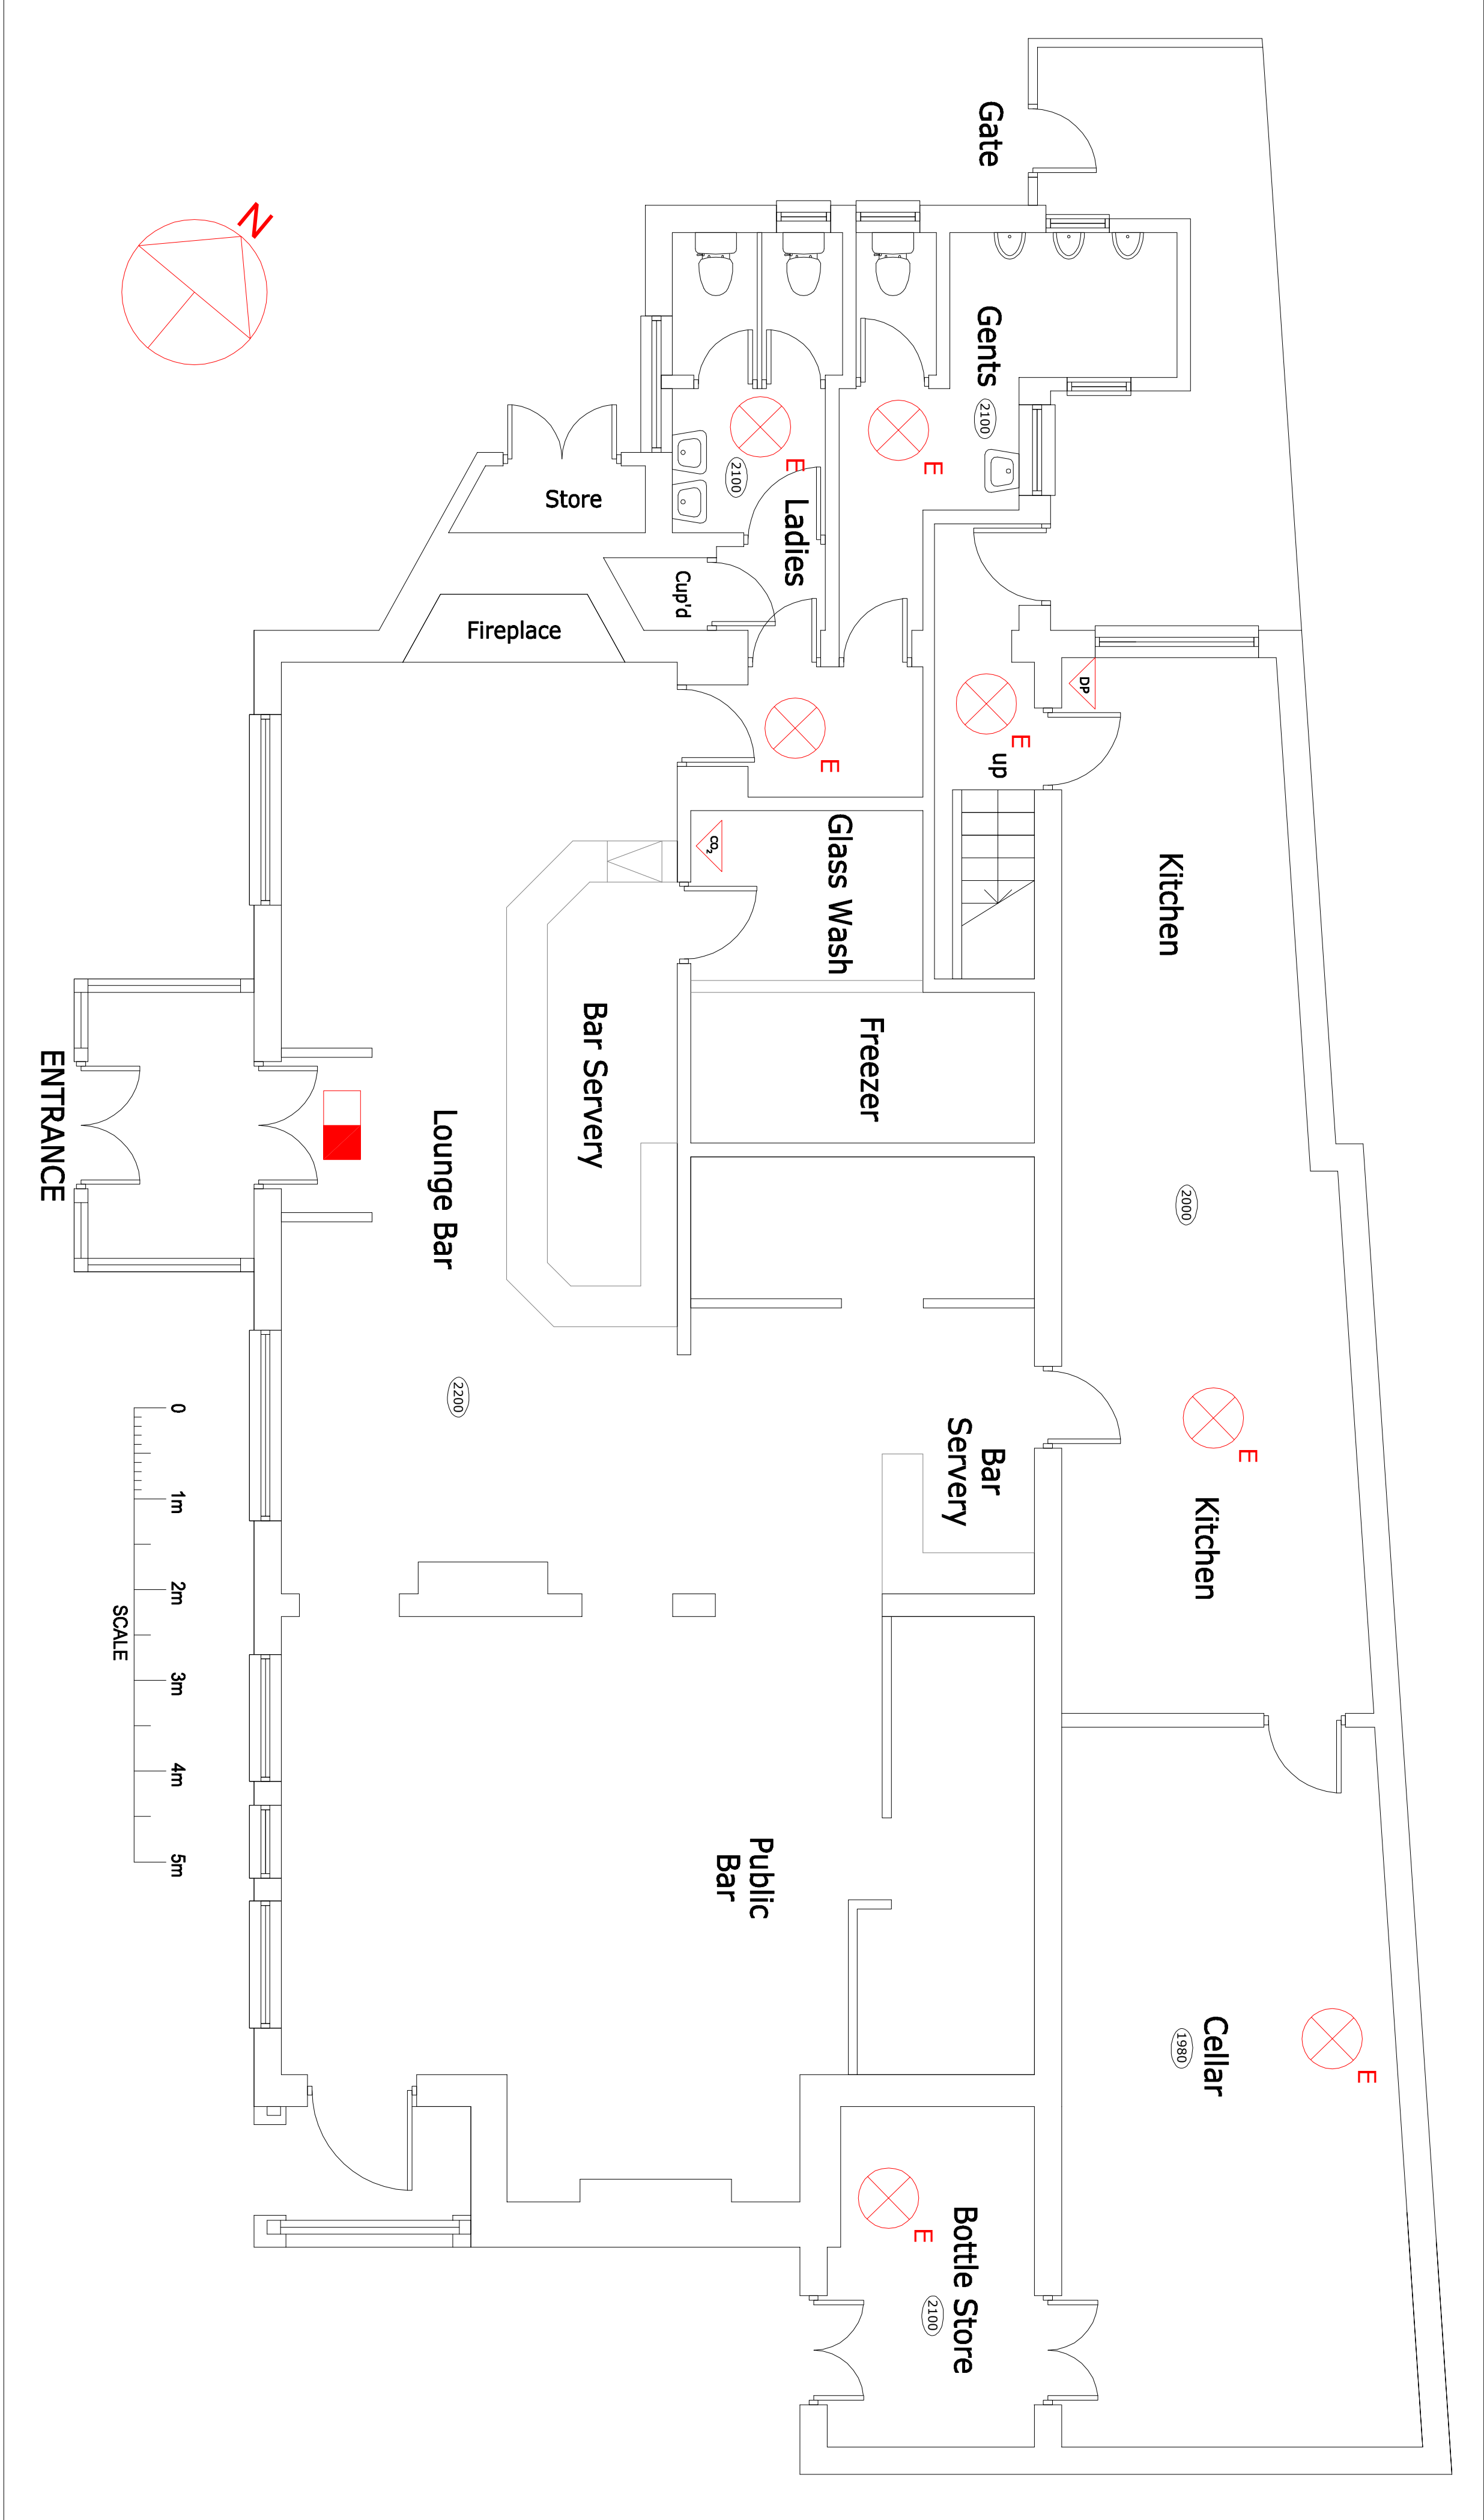 Gate
N
Gents
2100
E
E
2100
Ladies
Store
Cup'd
Fireplace
DP
E
up
E
CO2
Glass Wash
Kitchen
Freezer
Bar Servery
ENTRANCE
Lounge Bar
2000
2200
E
Bar
Servery
Kitchen
0
1m
2m
3m
4m
5m
SCALE
Public
Bar
Cellar
1980
E
E
Bottle Store
2100